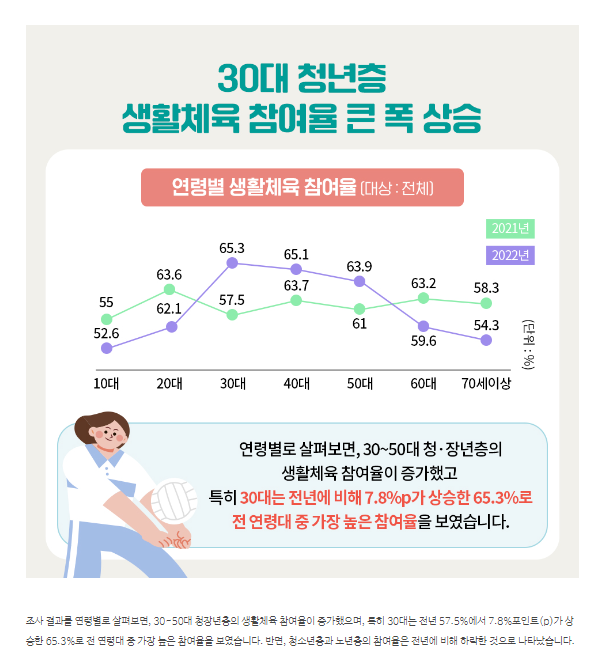 30대 청년층
생활체육 참여율 큰 폭 상승
연령별 생활체육 참여율 (대상 : 전체)
2021년
2022년
65.3 65.1
63.6 63.9
55 62.1 57.5 63.7 63.2 58.3
52.6 61 59.6 54.3
(단위 : %)
10대 20대 30대 40대 50대 60대 70세이상
연령별로 살펴보면, 30~50대 청·장년층의
생활체육 참여율이 증가했고
특히 30대는 전년에 비해 7.8%p가 상승한 65.3%로
전 연령대 중 가장 높은 참여율을 보였습니다.
조사 결과를 연령별로 살펴보면, 30~50대 청장년층의 생활체육 참여율이 증가했으며, 특히 30대는 전년 57.5%에서 7.8%포인트(p)가 상
승한 65.3%로 전 연령대 중 가장 높은 참여율을 보였습니다. 반면, 청소년층과 노년층의 참여율은 전년에 비해 하락한 것으로 나타났습니다.